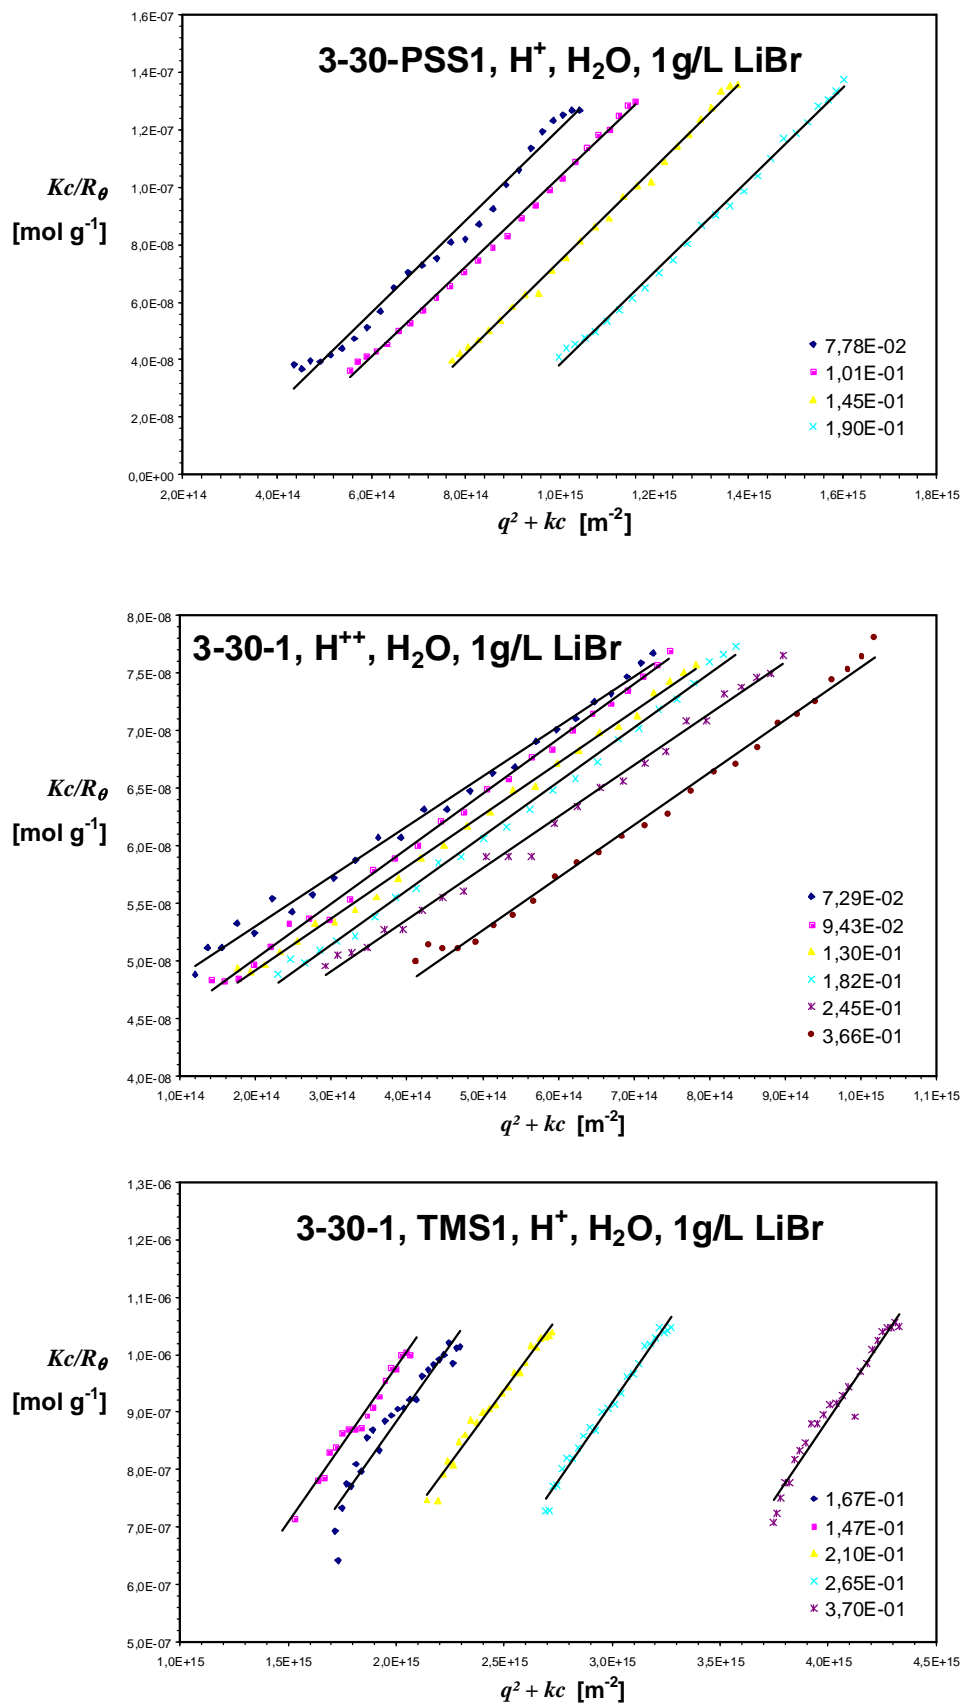 1,6E-07
3-30-PSS1, H⁺, H₂O, 1g/L LiBr
1,4E-07
1,2E-07
Kc/Rθ
1,0E-07
[mol g⁻¹]
8,0E-08
6,0E-08
4,0E-08
2,0E-08
0,0E+00
7,78E-02
1,01E-01
1,45E-01
1,90E-01
2,0E+14 4,0E+14 6,0E+14 8,0E+14 1,0E+15 1,2E+15 1,4E+15 1,6E+15 1,8E+15
q² + kc [m⁻²]
8,0E-08
3-30-1, H⁺⁺, H₂O, 1g/L LiBr
7,5E-08
7,0E-08
Kc/Rθ
6,5E-08
[mol g⁻¹]
6,0E-08
5,5E-08
5,0E-08
4,5E-08
4,0E-08
7,29E-02
9,43E-02
1,30E-01
1,82E-01
2,45E-01
3,66E-01
1,0E+14 2,0E+14 3,0E+14 4,0E+14 5,0E+14 6,0E+14 7,0E+14 8,0E+14 9,0E+14 1,0E+15 1,1E+15
q² + kc [m⁻²]
1,3E-06
3-30-1, TMS1, H⁺, H₂O, 1g/L LiBr
1,2E-06
1,1E-06
Kc/Rθ
1,0E-06
[mol g⁻¹]
9,0E-07
8,0E-07
7,0E-07
6,0E-07
5,0E-07
1,67E-01
1,47E-01
2,10E-01
2,65E-01
3,70E-01
1,0E+15 1,5E+15 2,0E+15 2,5E+15 3,0E+15 3,5E+15 4,0E+15 4,5E+15
q² + kc [m⁻²]